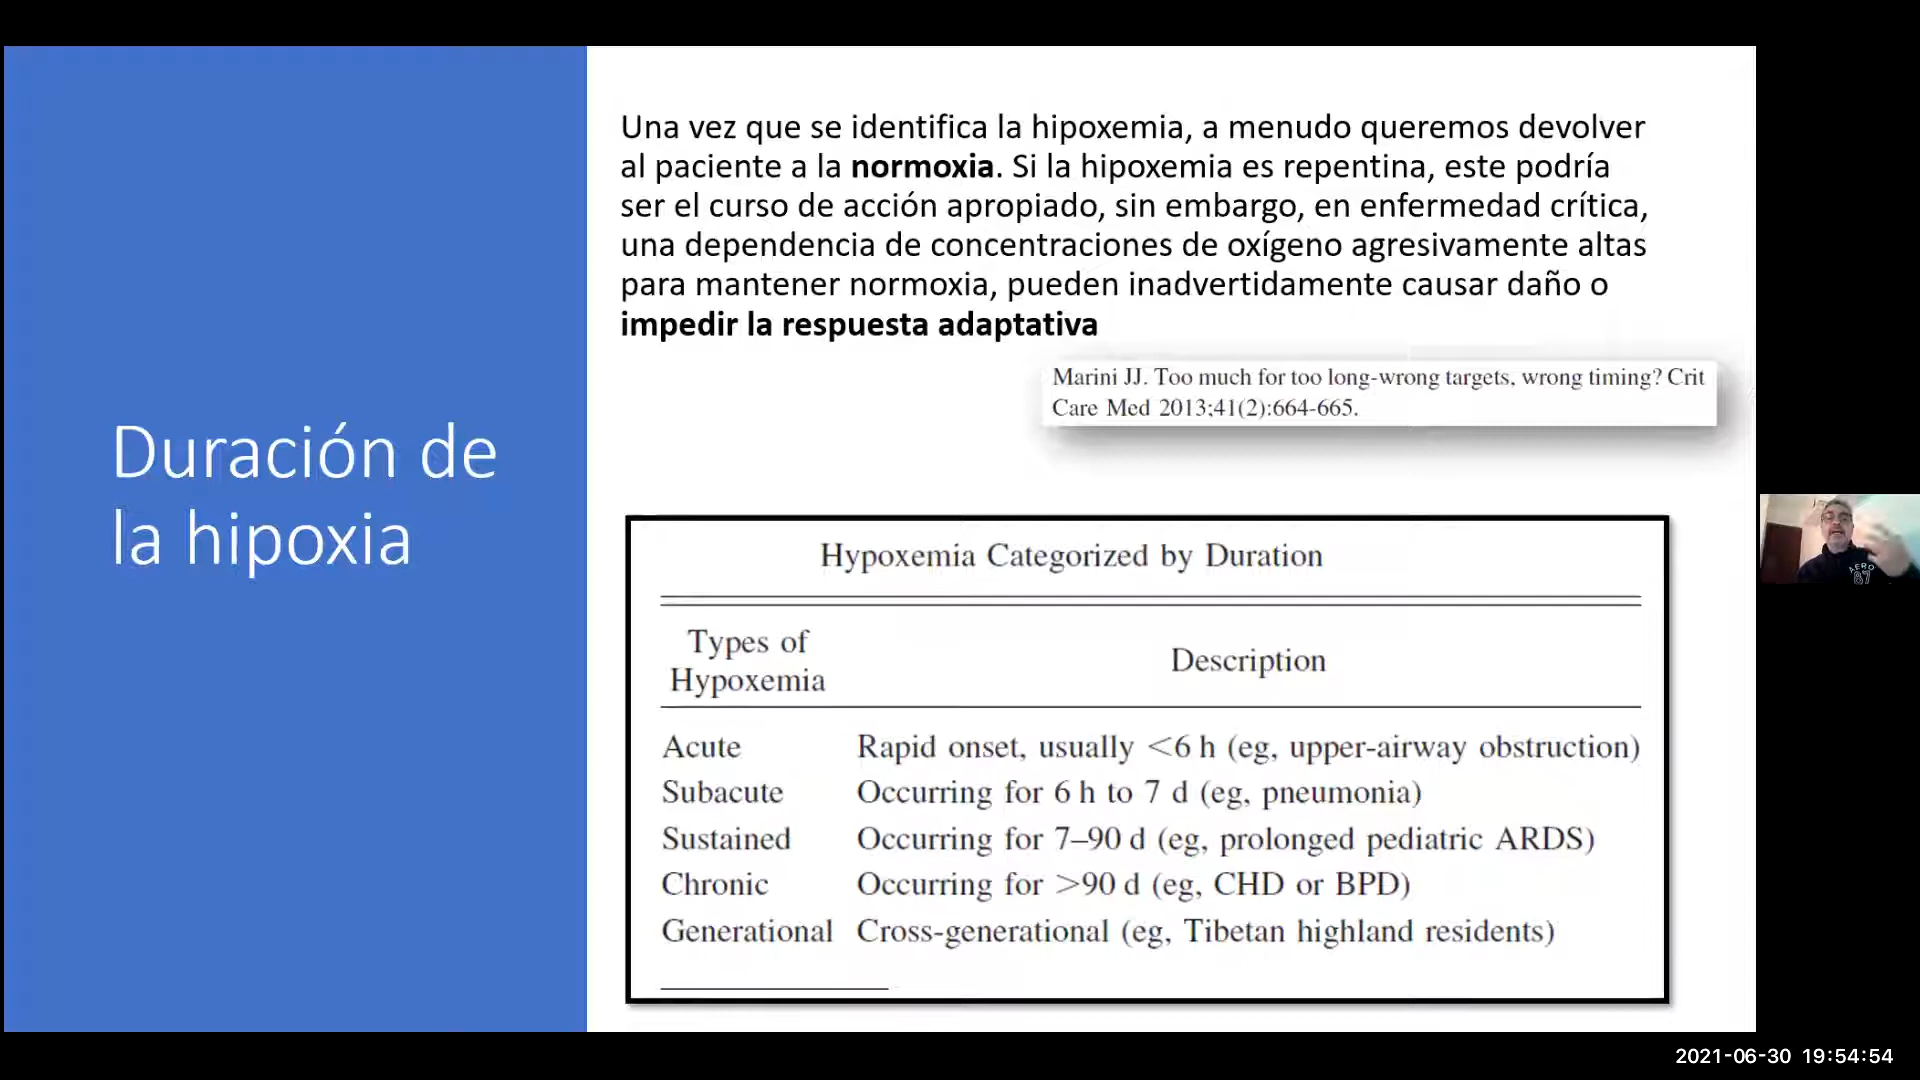 Duración de
la hipoxia
Una vez que se identifica la hipoxemia, a menudo queremos devolver
al paciente a la normoxia. Si la hipoxemia es repentina, este podría
ser el curso de acción apropiado, sin embargo, en enfermedad crítica,
una dependencia de concentraciones de oxígeno agresivamente altas
para mantener normoxia, pueden inadvertidamente causar daño o
impedir la respuesta adaptativa
Marini JJ. Too much for too long-wrong targets, wrong timing? Crit
Care Med 2013;41(2):664-665.
Hypoxemia Categorized by Duration
Types of
Hypoxemia
Description
Acute Rapid onset, usually <6 h (eg, upper-airway obstruction)
Subacute Occurring for 6 h to 7 d (eg, pneumonia)
Sustained Occurring for 7–90 d (eg, prolonged pediatric ARDS)
Chronic Occurring for >90 d (eg, CHD or BPD)
Generational Cross-generational (eg, Tibetan highland residents)
AERO
87
2021-06-30 19:54:54